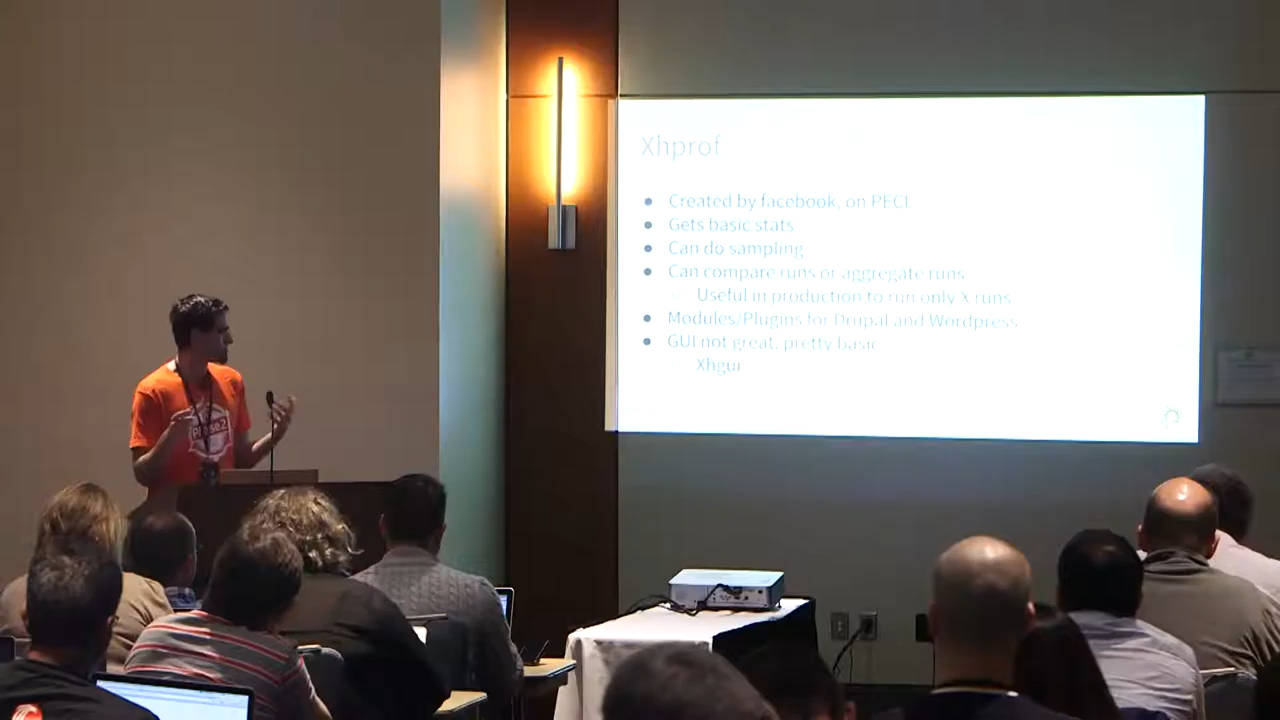 Xhprof
Created by facebook, on PECL
Gets basic stats
Can do sampling
Can compare runs or aggregate runs
Useful in production to run only X runs
Modules/Plugins for Drupal and Wordpress
GUI not great, pretty basic
Xhgui
Phase2